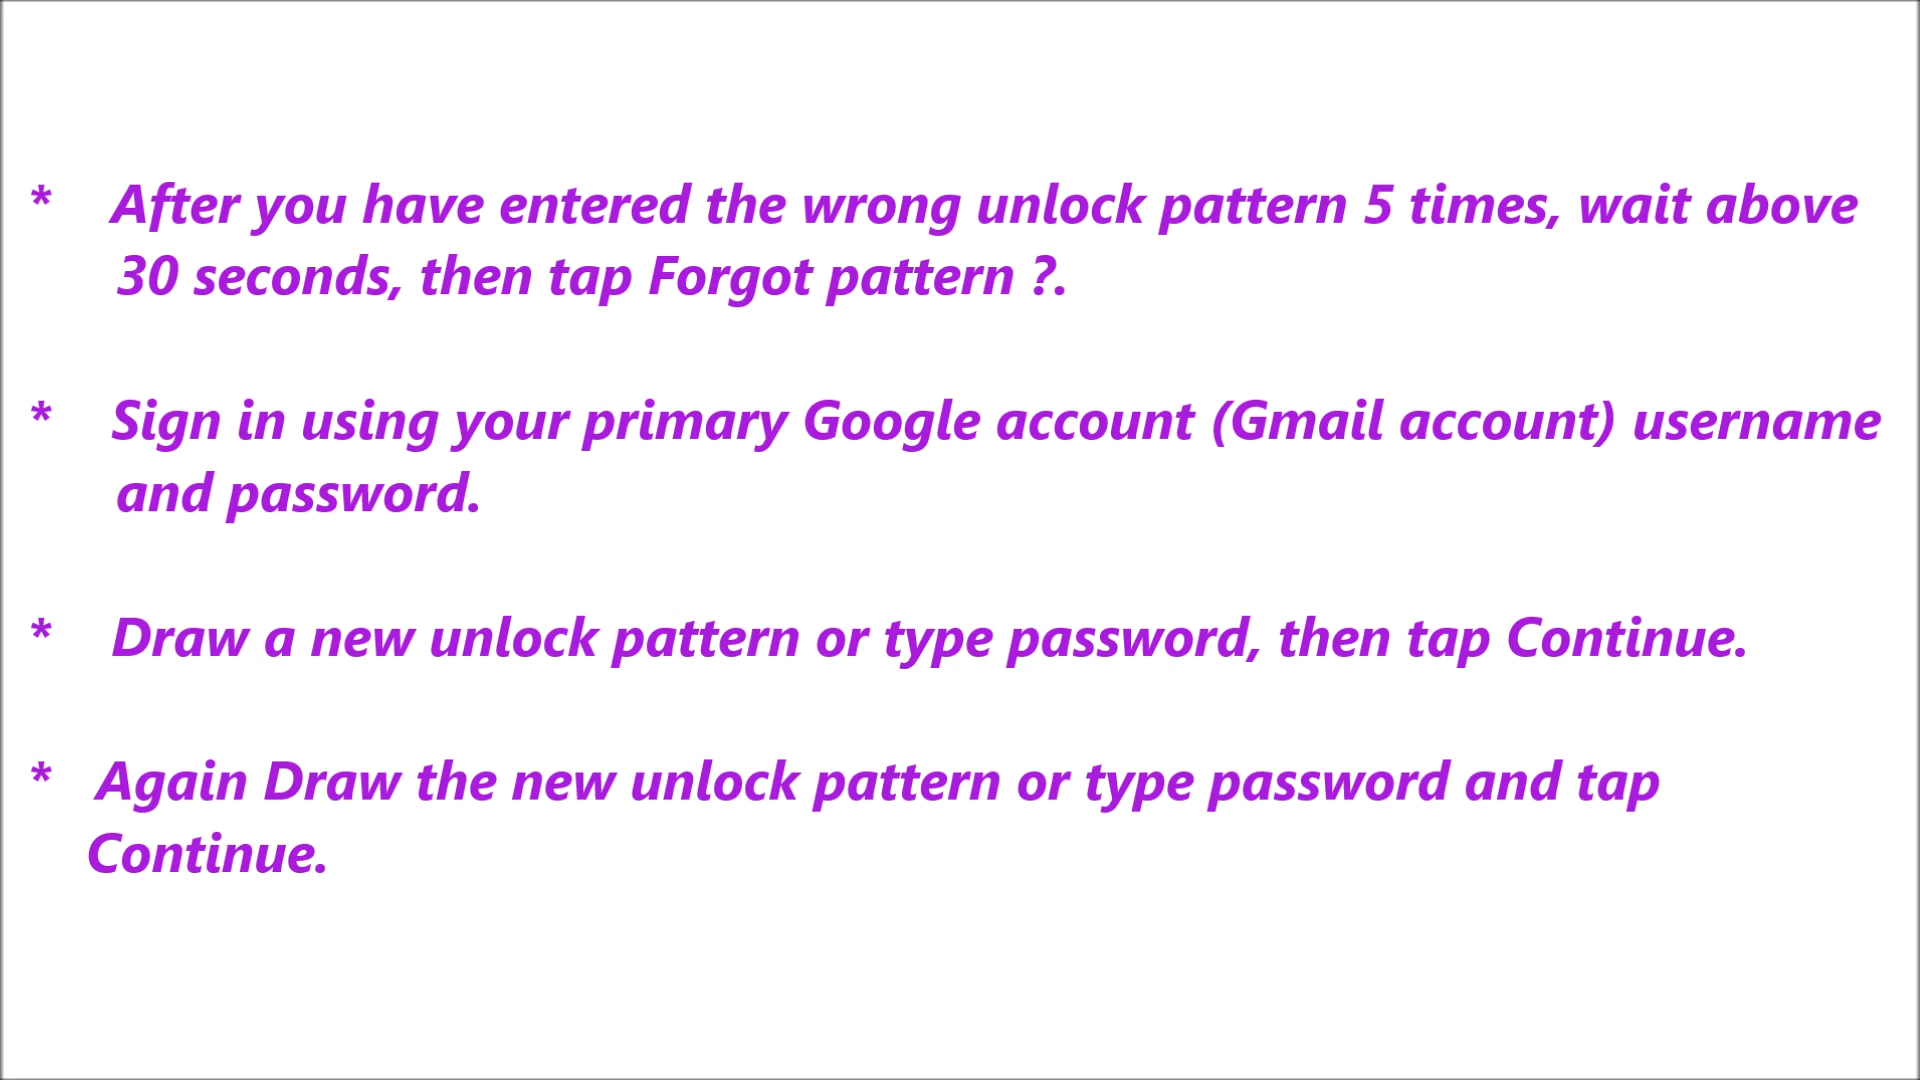 * After you have entered the wrong unlock pattern 5 times, wait above
30 seconds, then tap Forgot pattern ?.
* Sign in using your primary Google account (Gmail account) username
and password.
* Draw a new unlock pattern or type password, then tap Continue.
* Again Draw the new unlock pattern or type password and tap
Continue.